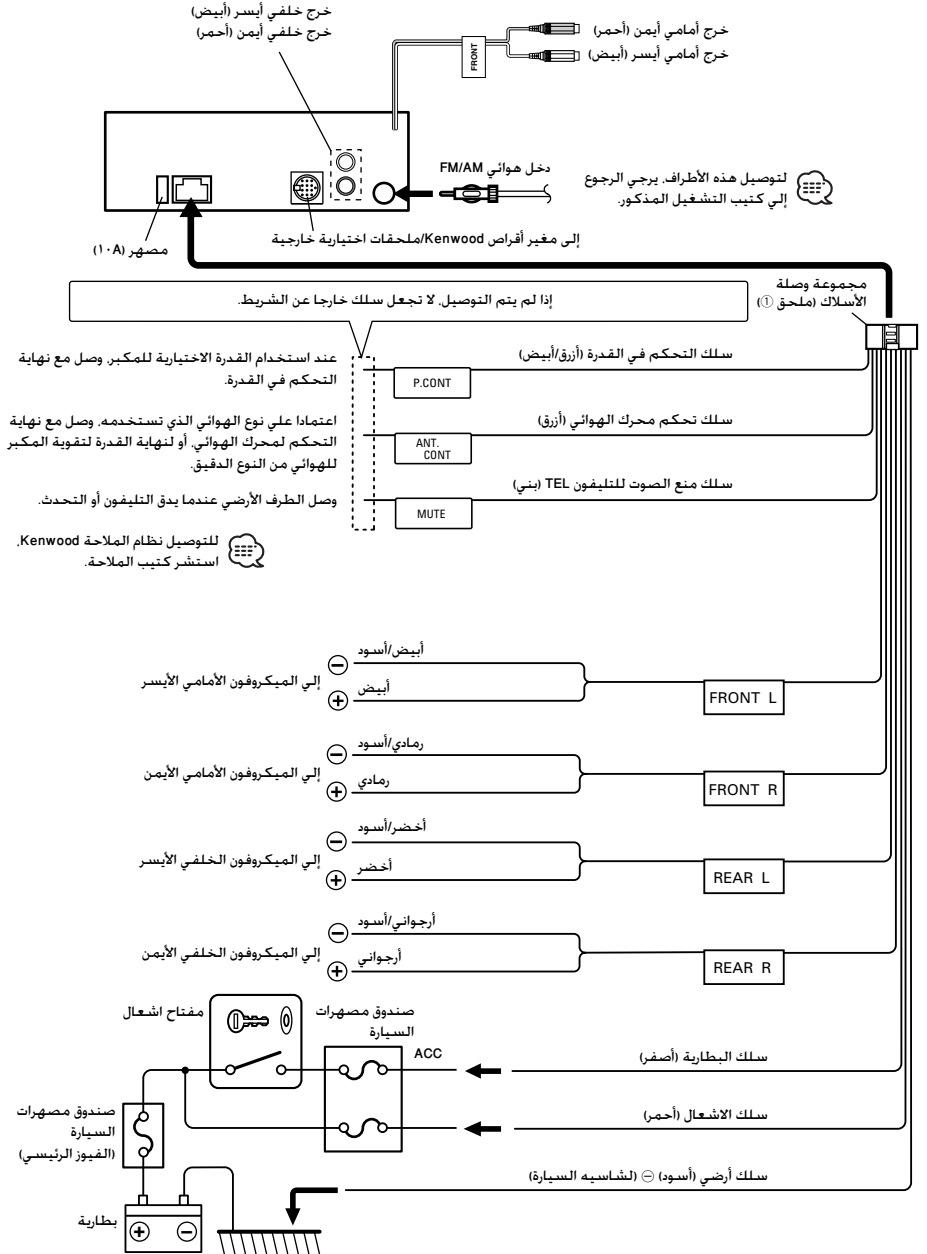 خرج خلفي أيسر (أبيض)
خرج خلفي أيمن (أحمر)
خرج أمامي أيمن (أحمر)
خرج أمامي أيسر (أبيض)
FRONT
دخل هوائي FM/AM
لتوصيل هذه الأطراف, يرجي الرجوع
إلي كتيب التشغيل المذكور.
إلى مغير أقراص Kenwood/ملحقات اختيارية خارجية
مصهر (١٠A)
مجموعة وصلة
الأسلاك (ملحق ①)
إذا لم يتم التوصيل, لا تجعل سلك خارجا عن الشريط.
سلك التحكم في القدرة (أزرق/أبيض)
P.CONT
عند استخدام القدرة الاختيارية للمكبر, وصل مع نهاية
التحكم في القدرة.
سلك تحكم محرك الهوائي (أزرق)
ANT.
CONT
اعتمادا علي نوع الهوائي الذي تستخدمه, وصل مع نهاية
التحكم لمحرك الهوائي, أو لنهاية القدرة لتقوية المكبر
للهوائي من النوع الدقيق.
سلك منع الصوت للتليفون TEL (بني)
MUTE
وصل الطرف الأرضي عندما يدق التليفون أو التحدث.
للتوصيل نظام الملاحة Kenwood,
استشر كتيب الملاحة.
أبيض/أسود
أبيض
إلي الميكروفون الأمامي الأيسر
FRONT L
رمادي/أسود
رمادي
إلي الميكروفون الأمامي الأيمن
FRONT R
أخضر/أسود
أخضر
إلي الميكروفون الخلفي الأيسر
REAR L
أرجواني/أسود
أرجواني
إلي الميكروفون الخلفي الأيمن
REAR R
مفتاح اشعال
صندوق مصهرات
السيارة
ACC
سلك البطارية (أصفر)
سلك الاشعال (أحمر)
صندوق مصهرات
السيارة
(الفيوز الرئيسي)
سلك أرضي (أسود) ⊖ (لشاسيه السيارة)
بطارية